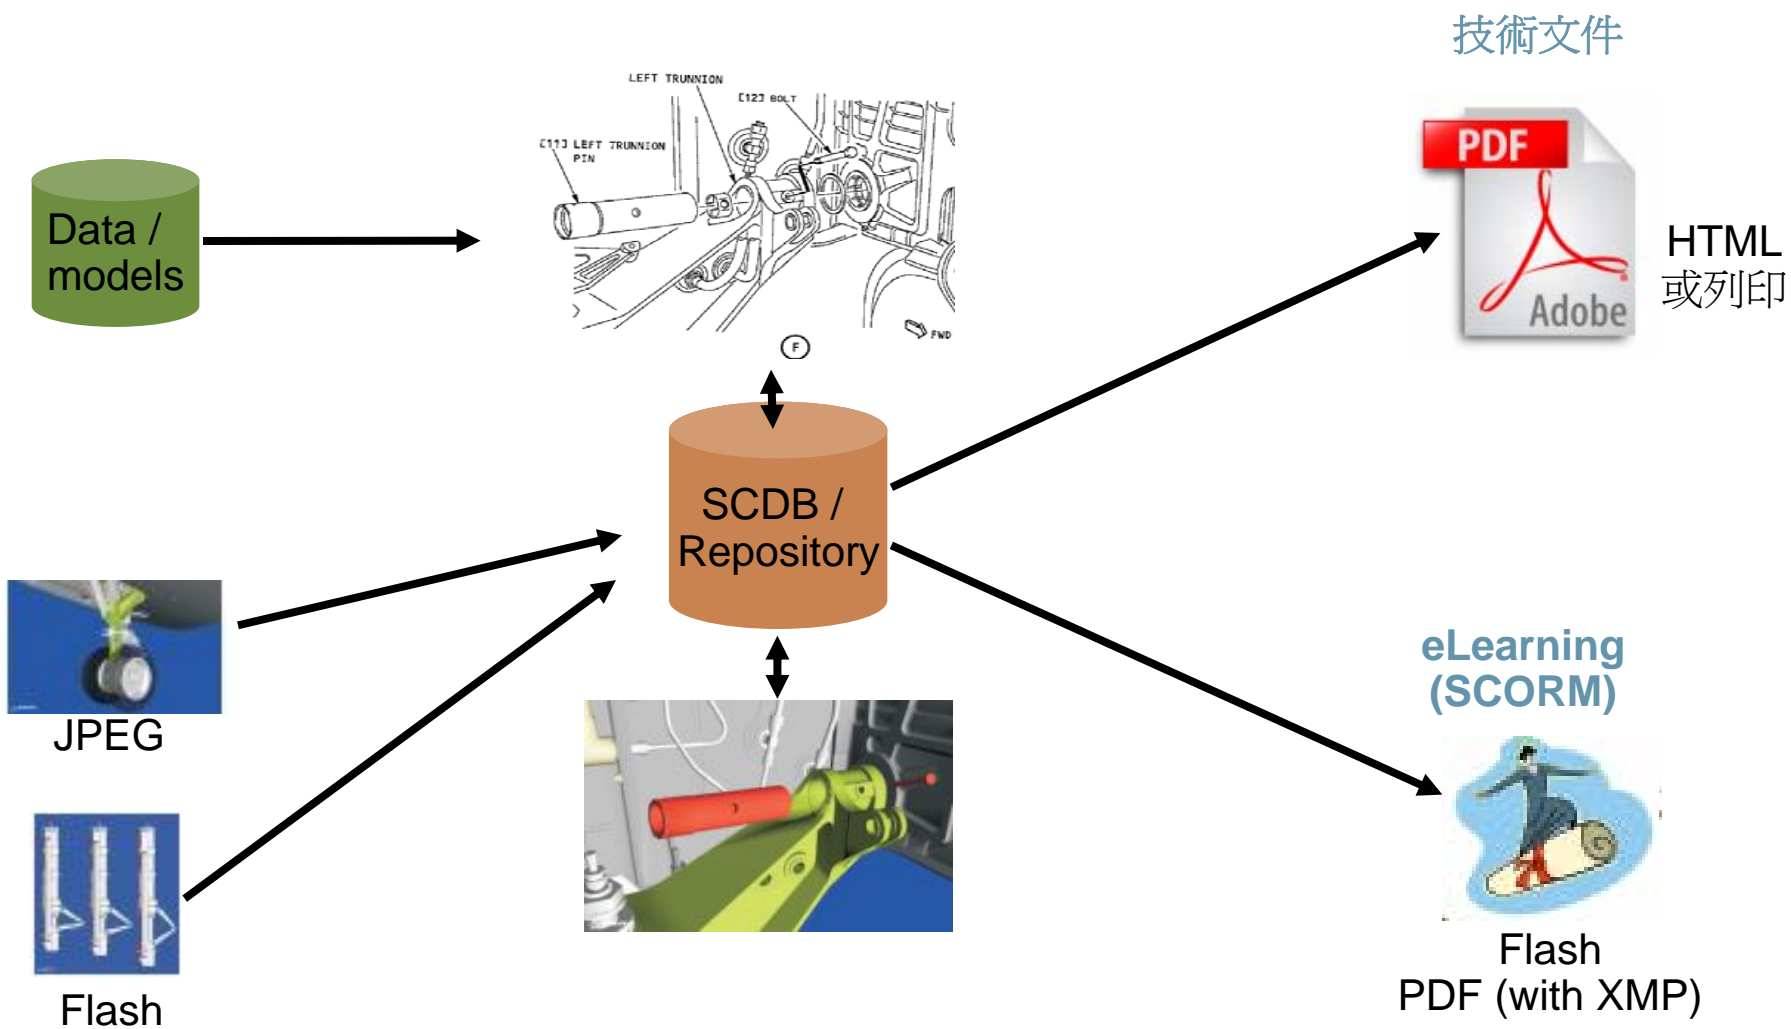 技術文件
LEFT TRUNNION
[12] BOLT
[11] LEFT TRUNNION
PIN
PDF
Adobe
Data /
models
HTML
或列印
FWD
F
SCDB /
Repository
JPEG
eLearning
(SCORM)
Flash
Flash
PDF (with XMP)